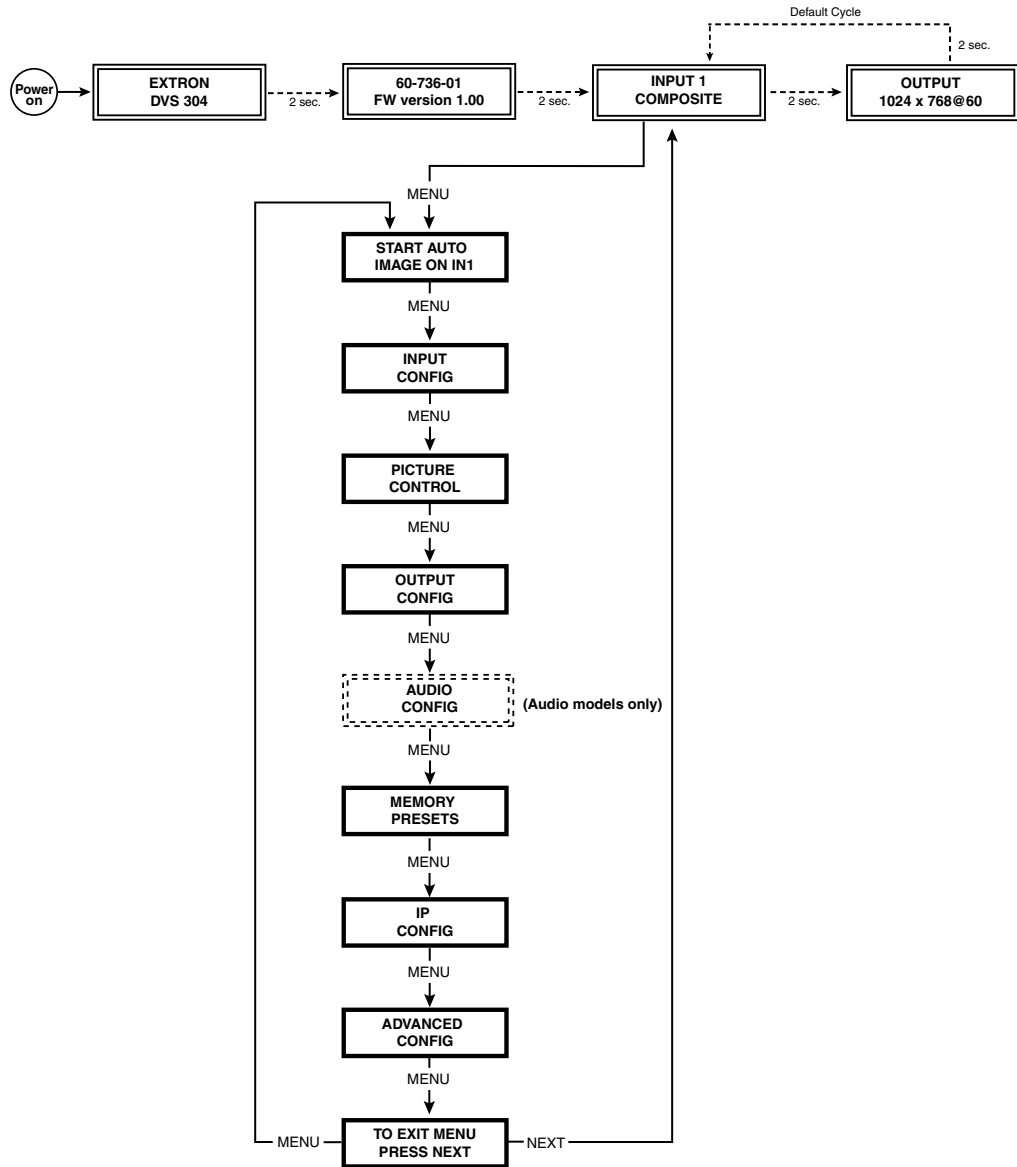 Default Cycle
2 sec.
Power
on
EXTRON
DVS 304
2 sec.
60-736-01
FW version 1.00
2 sec.
INPUT 1
COMPOSITE
2 sec.
OUTPUT
1024 x 768@60
MENU
START AUTO
IMAGE ON IN1
MENU
INPUT
CONFIG
MENU
PICTURE
CONTROL
MENU
OUTPUT
CONFIG
MENU
AUDIO
CONFIG
(Audio models only)
MENU
MEMORY
PRESETS
MENU
IP
CONFIG
MENU
ADVANCED
CONFIG
MENU
MENU
TO EXIT MENU
PRESS NEXT
NEXT